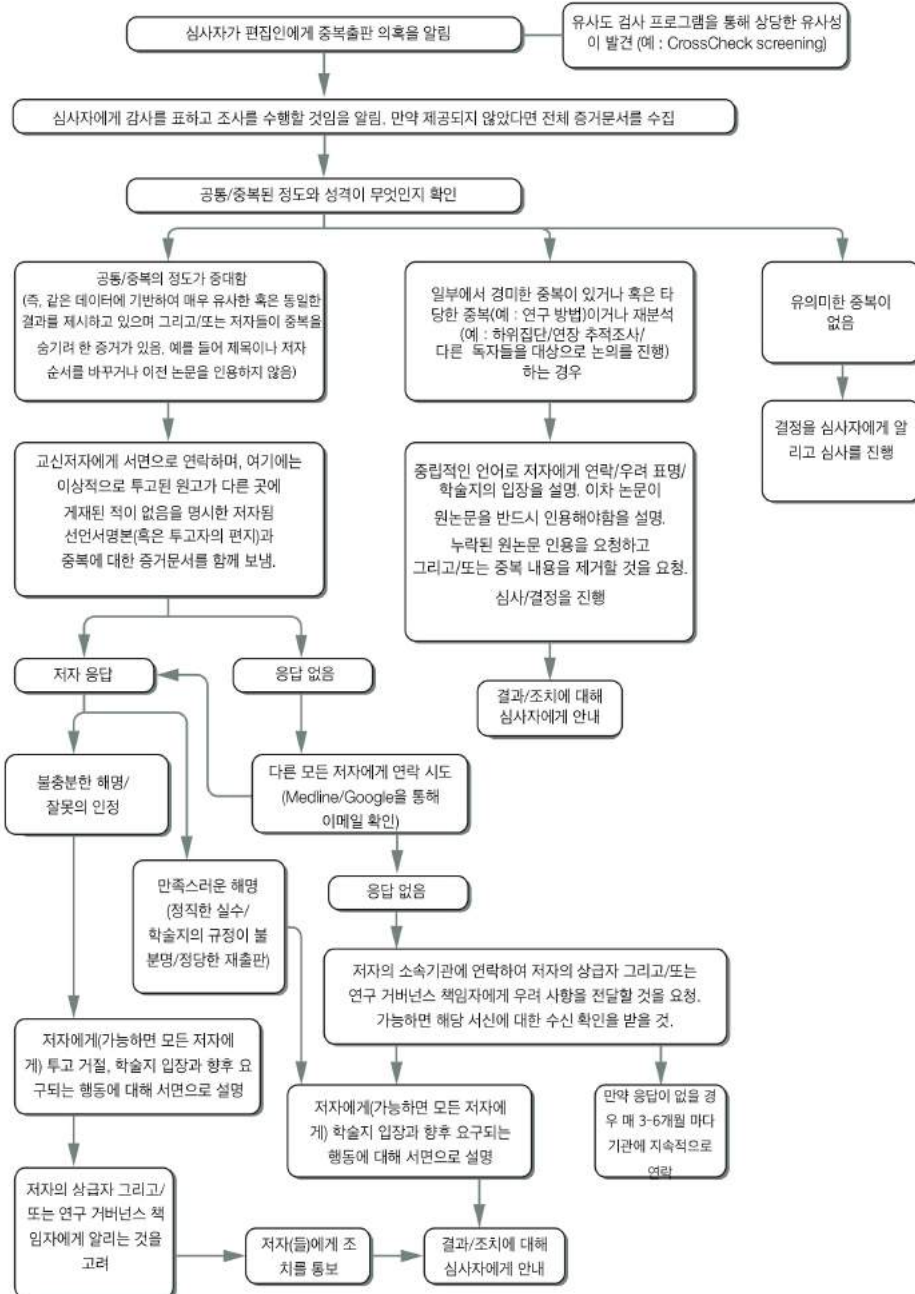 심사자가 편집인에게 중복출판 의혹을 알림
유사도 검사 프로그램을 통해 상당한 유사성
이 발견 (예 : CrossCheck screening)
심사자에게 감사를 표하고 조사를 수행할 것임을 알림. 만약 제공되지 않았다면 전체 증거문서를 수집
공통/중복된 정도와 성격이 무엇인지 확인
공통/중복의 정도가 중대함
(즉, 같은 데이터에 기반하여 매우 유사한 혹은 동일한
결과를 제시하고 있으며 그리고/또는 저자들이 중복을
숨기려 한 증거가 있음. 예를 들어 제목이나 저자
순서를 바꾸거나 이전 논문을 인용하지 않음)
일부에서 경미한 중복이 있거나 혹은 타
당한 중복(예 : 연구 방법)이거나 재분석
(예 : 하위집단/연장 추적조사/
다른 독자들을 대상으로 논의를 진행)
하는 경우
유의미한 중복이
없음
교신저자에게 서면으로 연락하며, 여기에는
이상적으로 투고된 원고가 다른 곳에
게재된 적이 없음을 명시한 저자됨
선언서명본(혹은 투고자의 편지)과
중복에 대한 증거문서를 함께 보냄.
중립적인 언어로 저자에게 연락/우려 표명/
학술지의 입장을 설명. 이차 논문이
원논문을 반드시 인용해야함을 설명.
누락된 원논문 인용을 요청하고
그리고/또는 중복 내용을 제거할 것을 요청.
심사/결정을 진행
결정을 심사자에게 알
리고 심사를 진행
저자 응답
응답 없음
결과/조치에 대해
심사자에게 안내
불충분한 해명/
잘못의 인정
다른 모든 저자에게 연락 시도
(Medline/Google을 통해
이메일 확인)
만족스러운 해명
(정직한 실수/
학술지의 규정이 불
분명/정당한 재출판)
응답 없음
저자의 소속기관에 연락하여 저자의 상급자 그리고/또는
연구 거버넌스 책임자에게 우려 사항을 전달할 것을 요청.
가능하면 해당 서신에 대한 수신 확인을 받을 것.
저자에게(가능하면 모든 저자에
게) 투고 거절, 학술지 입장과 향후 요
구되는 행동에 대해 서면으로 설명
저자에게(가능하면 모든 저자에
게) 학술지 입장과 향후 요구되는
행동에 대해 서면으로 설명
만약 응답이 없을 경
우 매 3-6개월 마다
기관에 지속적으로
연락
저자의 상급자 그리고/
또는 연구 거버넌스 책
임자에게 알리는 것을
고려
저자(들)에게 조
치를 통보
결과/조치에 대해
심사자에게 안내